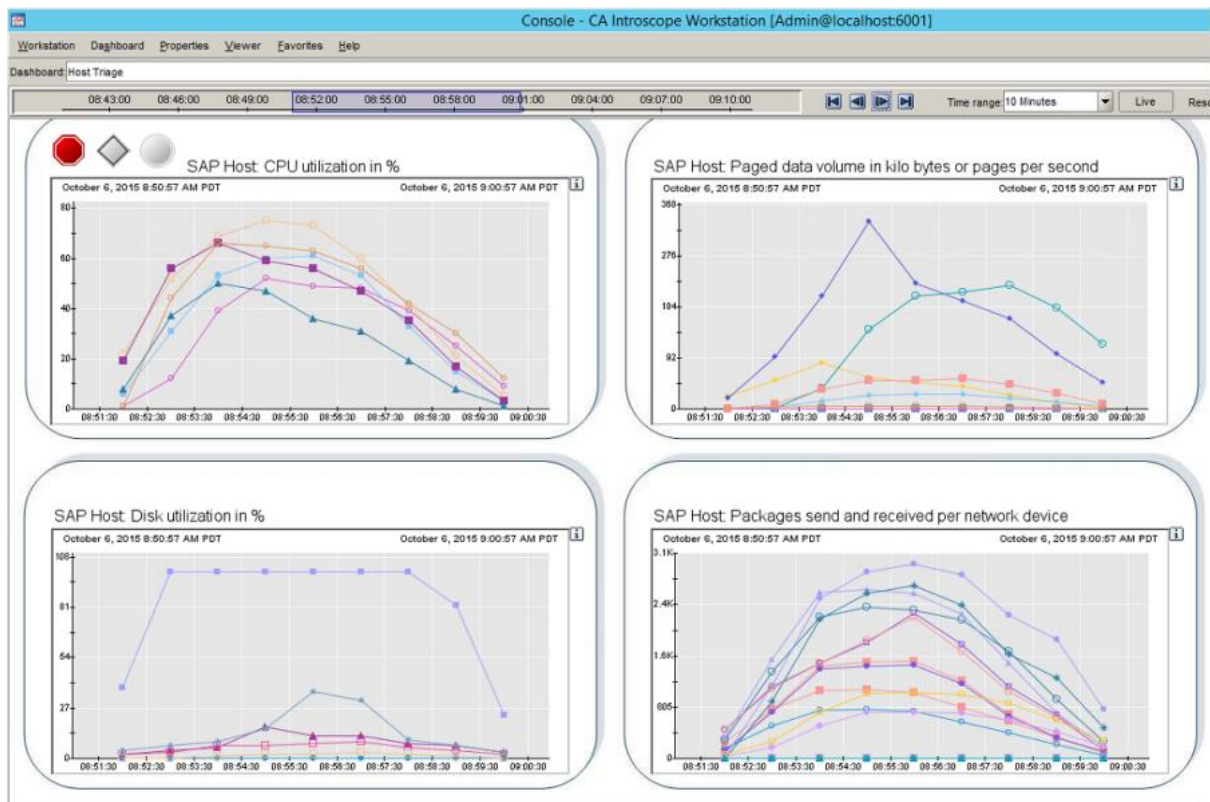 Console - CA Introscope Workstation [Admin@localhost:6001]
Workstation Dashboard Properties Viewer Favorites Help
Dashboard: Host Triage
08:43:00 08:46:00 08:49:00 08:52:00 08:55:00 08:58:00 09:01:00 09:04:00 09:07:00 09:10:00 Time range: 10 Minutes Live Reso
SAP Host: CPU utilization in %
October 6, 2015 8:50:57 AM PDT October 6, 2015 9:00:57 AM PDT
80
60
40
20
0
08:51:30 08:52:30 08:53:30 08:54:30 08:55:30 08:56:30 08:57:30 08:58:30 08:59:30 09:00:30
SAP Host: Paged data volume in kilo bytes or pages per second
October 6, 2015 8:50:57 AM PDT October 6, 2015 9:00:57 AM PDT
368
276
184
92
0
08:51:30 08:52:30 08:53:30 08:54:30 08:55:30 08:56:30 08:57:30 08:58:30 08:59:30 09:00:30
SAP Host: Disk utilization in %
October 6, 2015 8:50:57 AM PDT October 6, 2015 9:00:57 AM PDT
108
81
54
27
0
08:51:30 08:52:30 08:53:30 08:54:30 08:55:30 08:56:30 08:57:30 08:58:30 08:59:30 09:00:30
SAP Host: Packages send and received per network device
October 6, 2015 8:50:57 AM PDT October 6, 2015 9:00:57 AM PDT
3.1K
2.4K
1.6K
805
0
08:51:30 08:52:30 08:53:30 08:54:30 08:55:30 08:56:30 08:57:30 08:58:30 08:59:30 09:00:30